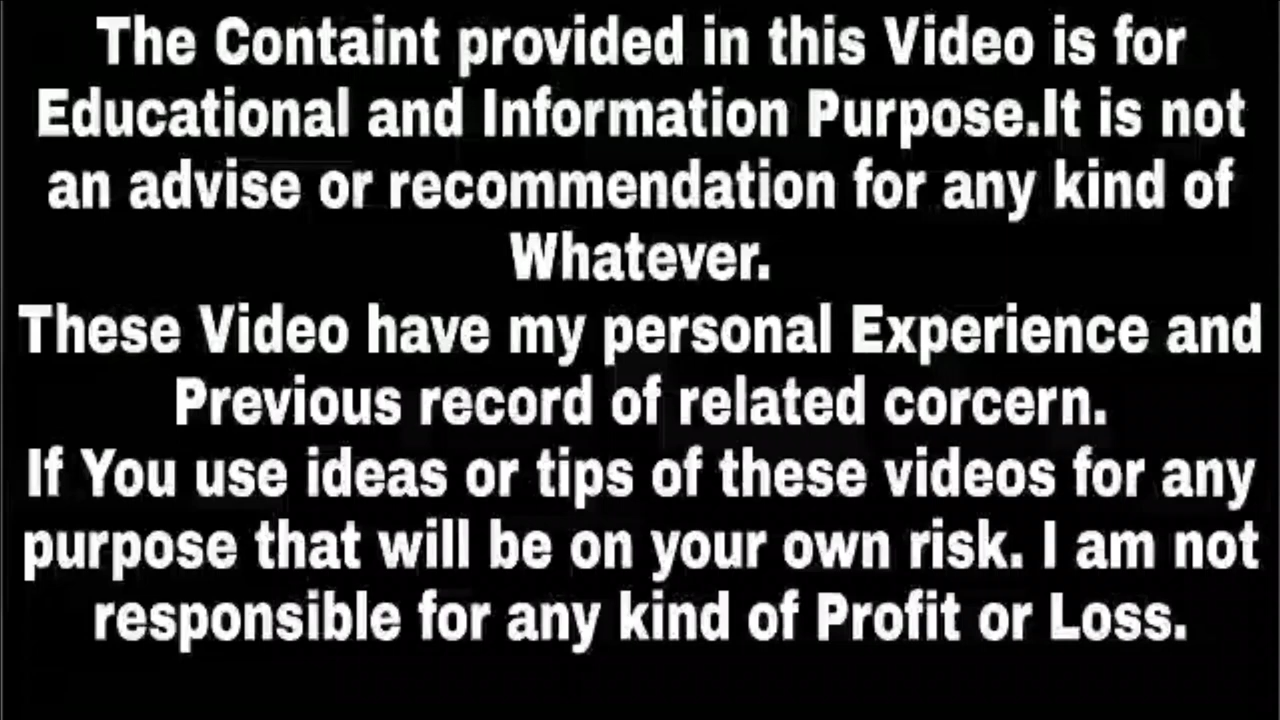 The Containt provided in this Video is for
Educational and Information Purpose.It is not
an advise or recommendation for any kind of
Whatever.
These Video have my personal Experience and
Previous record of related corcern.
If You use ideas or tips of these videos for any
purpose that will be on your own risk. I am not
responsible for any kind of Profit or Loss.